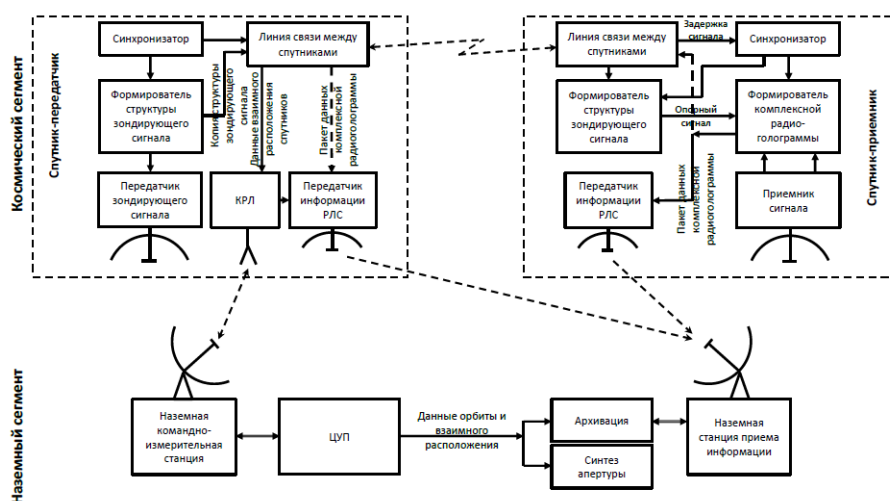 Космический сегмент
Спутник-передатчик
Синхронизатор
Линия связи между
спутниками
Формирователь
структуры
зондирующего
сигнала
Копия структуры
зондирующего
сигнала
Данные взаимного
расположения
спутников
Пакет данных
комплексной
радиоголограммы
Передатчик
зондирующего
сигнала
КРЛ
Передатчик
информации
РЛС
Линия связи между
спутниками
Задержка
сигнала
Синхронизатор
Формирователь
структуры
зондирующего
сигнала
Опорный
сигнал
Формирователь
комплексной
радио-
голограммы
Передатчик
информации
РЛС
Пакет данных
комплексной
радиоголограммы
Приемник
сигнала
Спутник-приемник
Наземный сегмент
Наземная
командно-
измерительная
станция
ЦУП
Данные орбиты и
взаимного
расположения
Архивация
Синтез
апертуры
Наземная
станция приема
информации